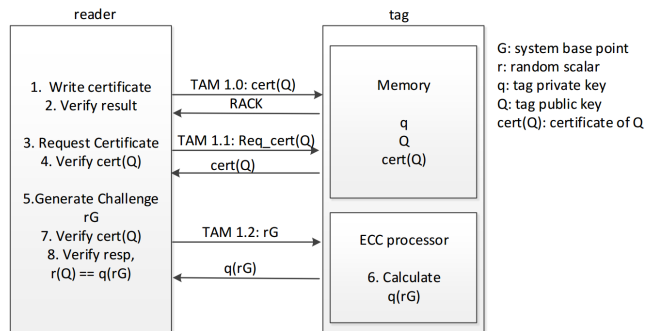 reader
tag
1. Write certificate
2. Verify result
3. Request Certificate
4. Verify cert(Q)
5.Generate Challenge
rG
7. Verify cert(Q)
8. Verify resp,
r(Q) == q(rG)
TAM 1.0: cert(Q)
RACK
TAM 1.1: Req_cert(Q)
cert(Q)
TAM 1.2: rG
q(rG)
Memory
q
Q
cert(Q)
ECC processor
6. Calculate
q(rG)
G: system base point
r: random scalar
q: tag private key
Q: tag public key
cert(Q): certificate of Q